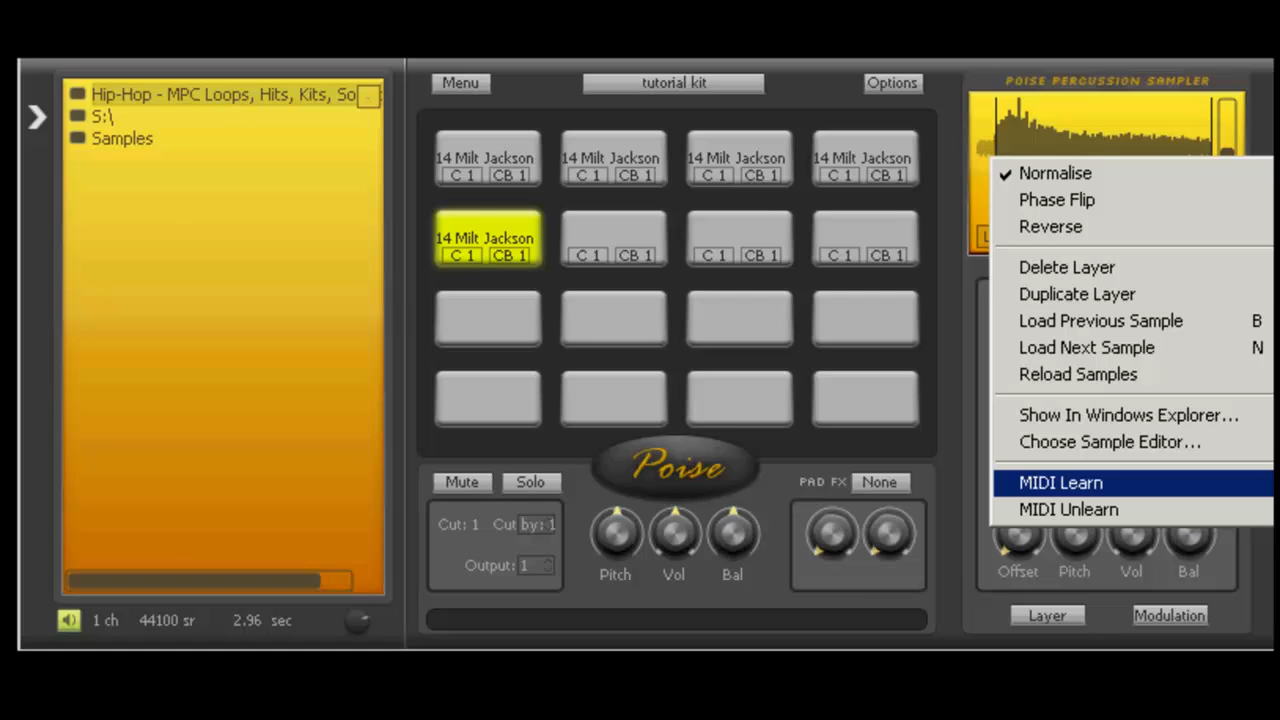 Hip-Hop - MPC Loops, Hits, Kits, So
S:\
Samples
1 ch 44100 sr 2.96 sec
Menu tutorial kit Options
14 Milt Jackson 14 Milt Jackson 14 Milt Jackson 14 Milt Jackson
C 1 CB 1 C 1 CB 1 C 1 CB 1 C 1 CB 1
14 Milt Jackson
C 1 CB 1 C 1 CB 1 C 1 CB 1 C 1 CB 1
Poise
Mute Solo
PAD FX None
Cut: 1 Cut by: 1
Output: 1
Pitch Vol Bal
POISE PERCUSSION SAMPLER
Normalise
Phase Flip
Reverse
Delete Layer
Duplicate Layer
Load Previous Sample B
Load Next Sample N
Reload Samples
Show In Windows Explorer...
Choose Sample Editor...
MIDI Learn
MIDI Unlearn
Offset Pitch Vol Bal
Layer Modulation